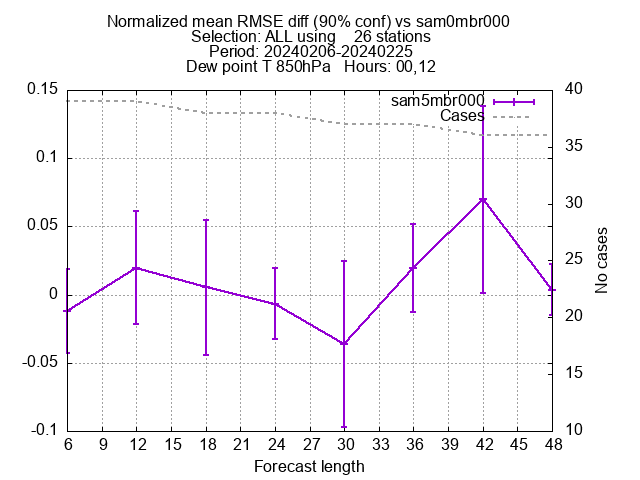 Normalized mean RMSE diff (90% conf) vs sam0mbr000
Selection: ALL using    26 stations
Period: 20240206-20240225
Dew point T 850hPa   Hours: 00,12
sam5mbr000
Cases
0.15
0.1
0.05
0
-0.05
-0.1
40
35
30
25
20
15
10
No cases
6 9 12 15 18 21 24 27 30 33 36 39 42 45 48
Forecast length